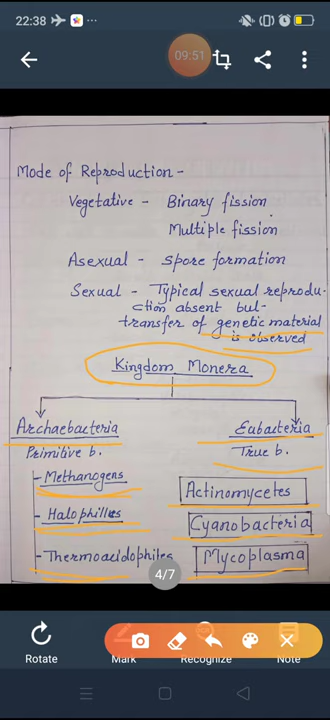 22:38
09:51
Mode of Reproduction -
Vegetative - Binary fission
Multiple fission
Asexual - spore formation
Sexual - Typical sexual reprodu-
ction absent but-
transfer of genetic material
is observed
Kingdom Monera
Archaebacteria
Eubacteria
Primitive b.
True b.
- Methanogens
Actinomycetes
- Halophilles
Cyanobacteria
- Thermoacidophiles
Mycoplasma
4/7
Rotate
Mark
Recognize
Note